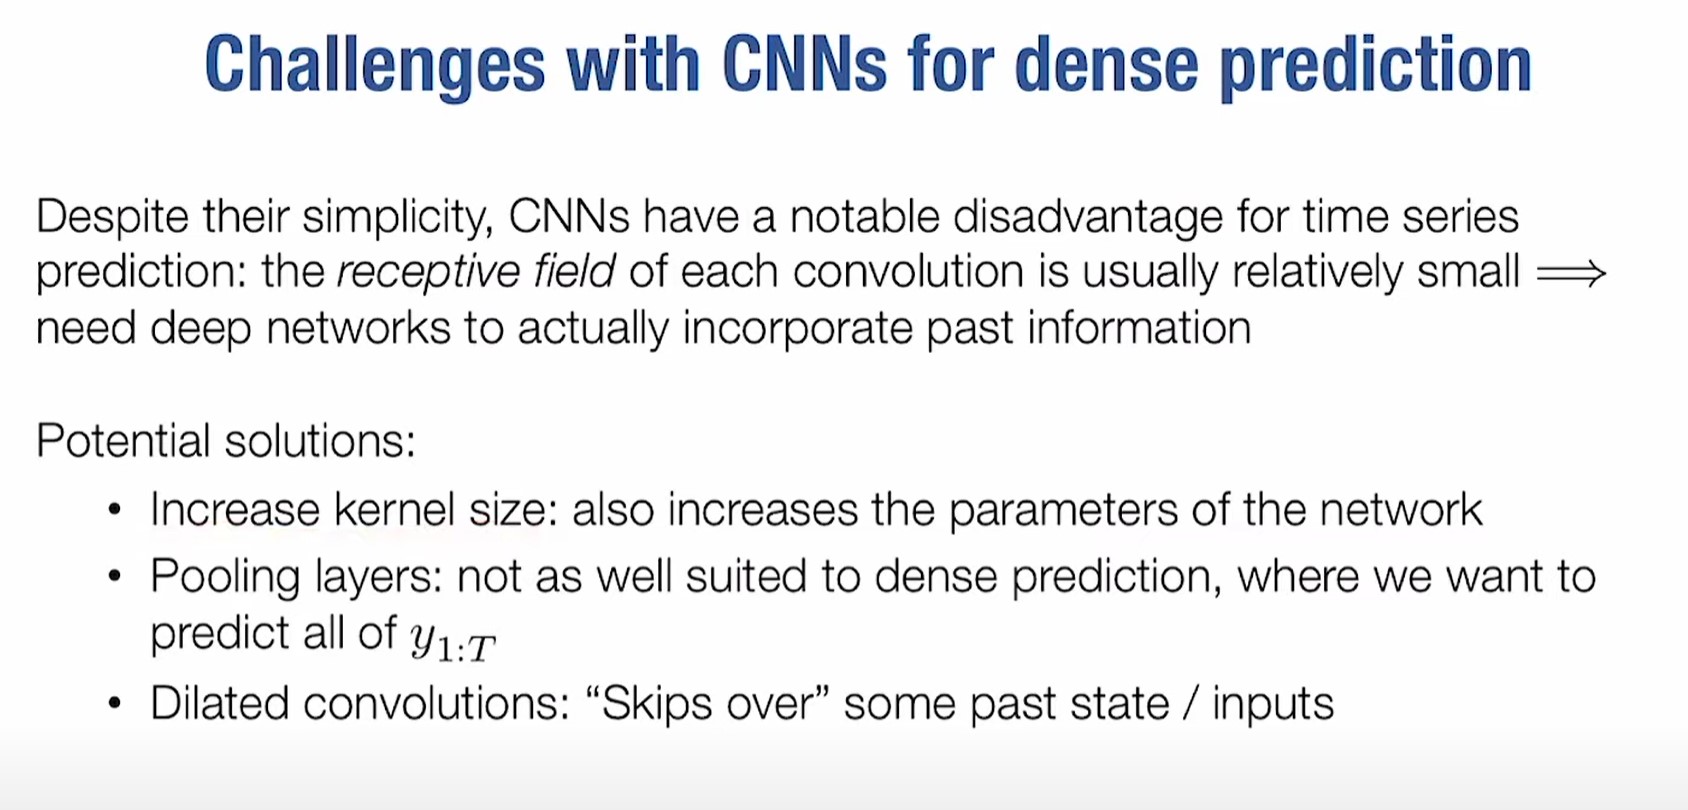 Challenges with CNNs for dense prediction
Despite their simplicity, CNNs have a notable disadvantage for time series
prediction: the receptive field of each convolution is usually relatively small ⟹
need deep networks to actually incorporate past information
Potential solutions:
• Increase kernel size: also increases the parameters of the network
• Pooling layers: not as well suited to dense prediction, where we want to
predict all of y_{1:T}
• Dilated convolutions: “Skips over” some past state / inputs